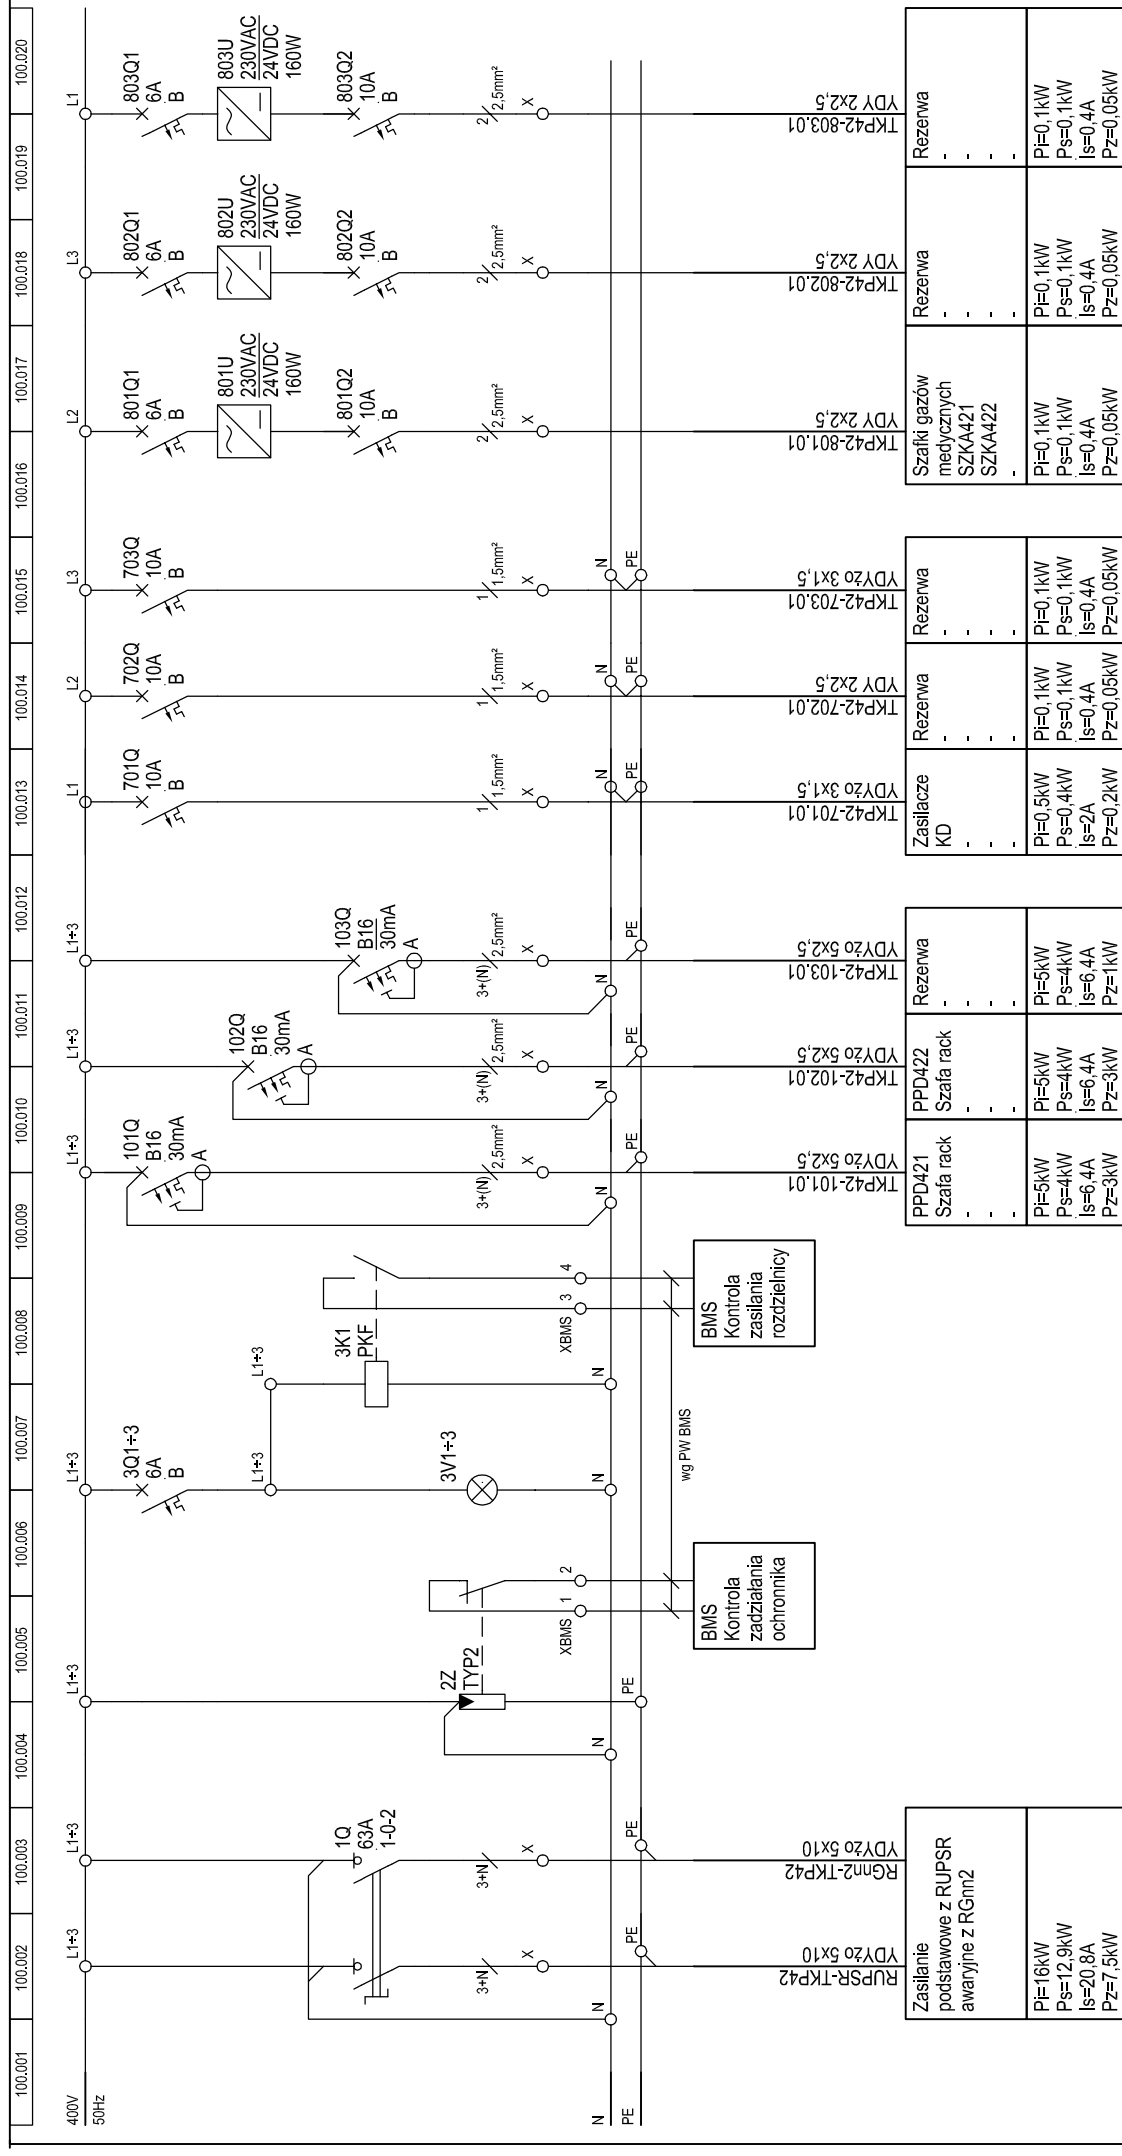 100.001
100.002
100.003
100.004
100.005
100.006
100.007
100.008
100.009
100.010
100.011
100.012
100.013
100.014
100.015
100.016
100.017
100.018
100.019
100.020
400V
50Hz
N
PE
L1÷3
L1÷3
1Q
63A
1-0-2
3+N
X
3+N
X
N
PE
PE
RUPSR-TKP42
YDYżo 5x10
RGnn2-TKP42
YDYżo 5x10
Zasilanie
podstawowe z RUPSR
awaryjne z RGnn2
Pi=16kW
Ps=12,9kW
Is=20,8A
Pz=7,5kW
L1÷3
2Z
TYP2
N
PE
XBMS
1
2
BMS
Kontrola
zadziałania
ochronnika
wg PW BMS
L1÷3
3Q1÷3
6A
B
L1÷3
L1÷3
3V1÷3
N
3K1
PKF
N
XBMS
3
4
BMS
Kontrola
zasilania
rozdzielnicy
L1÷3
101Q
B16
30mA
A
3+(N)
2,5mm²
X
N
PE
TKP42-101.01
YDYżo 5x2,5
PPD421
Szafa rack
.
.
.
Pi=5kW
Ps=4kW
Is=6,4A
Pz=3kW
L1÷3
102Q
B16
30mA
A
3+(N)
2,5mm²
X
N
PE
TKP42-102.01
YDYżo 5x2,5
PPD422
Szafa rack
.
.
.
Pi=5kW
Ps=4kW
Is=6,4A
Pz=3kW
L1÷3
103Q
B16
30mA
A
3+(N)
2,5mm²
X
N
PE
TKP42-103.01
YDYżo 5x2,5
Rezerwa
.
.
.
.
Pi=5kW
Ps=4kW
Is=6,4A
Pz=1kW
L1
701Q
10A
B
1
1,5mm²
X
N
PE
TKP42-701.01
YDYżo 3x1,5
Zasilacze
KD
.
.
.
Pi=0,5kW
Ps=0,4kW
Is=2A
Pz=0,2kW
L2
702Q
10A
B
1
1,5mm²
X
N
PE
TKP42-702.01
YDY 2x2,5
Rezerwa
.
.
.
.
Pi=0,1kW
Ps=0,1kW
Is=0,4A
Pz=0,05kW
L3
703Q
10A
B
1
1,5mm²
X
N
PE
TKP42-703.01
YDYżo 3x1,5
Rezerwa
.
.
.
.
Pi=0,1kW
Ps=0,1kW
Is=0,4A
Pz=0,05kW
L2
801Q1
6A
B
801U
230VAC
24VDC
160W
801Q2
10A
B
2
2,5mm²
X
TKP42-801.01
YDY 2x2,5
Szafki gazów
medycznych
SZKA421
SZKA422
.
Pi=0,1kW
Ps=0,1kW
Is=0,4A
Pz=0,05kW
L3
802Q1
6A
B
802U
230VAC
24VDC
160W
802Q2
10A
B
2
2,5mm²
X
TKP42-802.01
YDY 2x2,5
Rezerwa
.
.
.
.
Pi=0,1kW
Ps=0,1kW
Is=0,4A
Pz=0,05kW
L1
803Q1
6A
B
803U
230VAC
24VDC
160W
803Q2
10A
B
2
2,5mm²
X
TKP42-803.01
YDY 2x2,5
Rezerwa
.
.
.
.
Pi=0,1kW
Ps=0,1kW
Is=0,4A
Pz=0,05kW